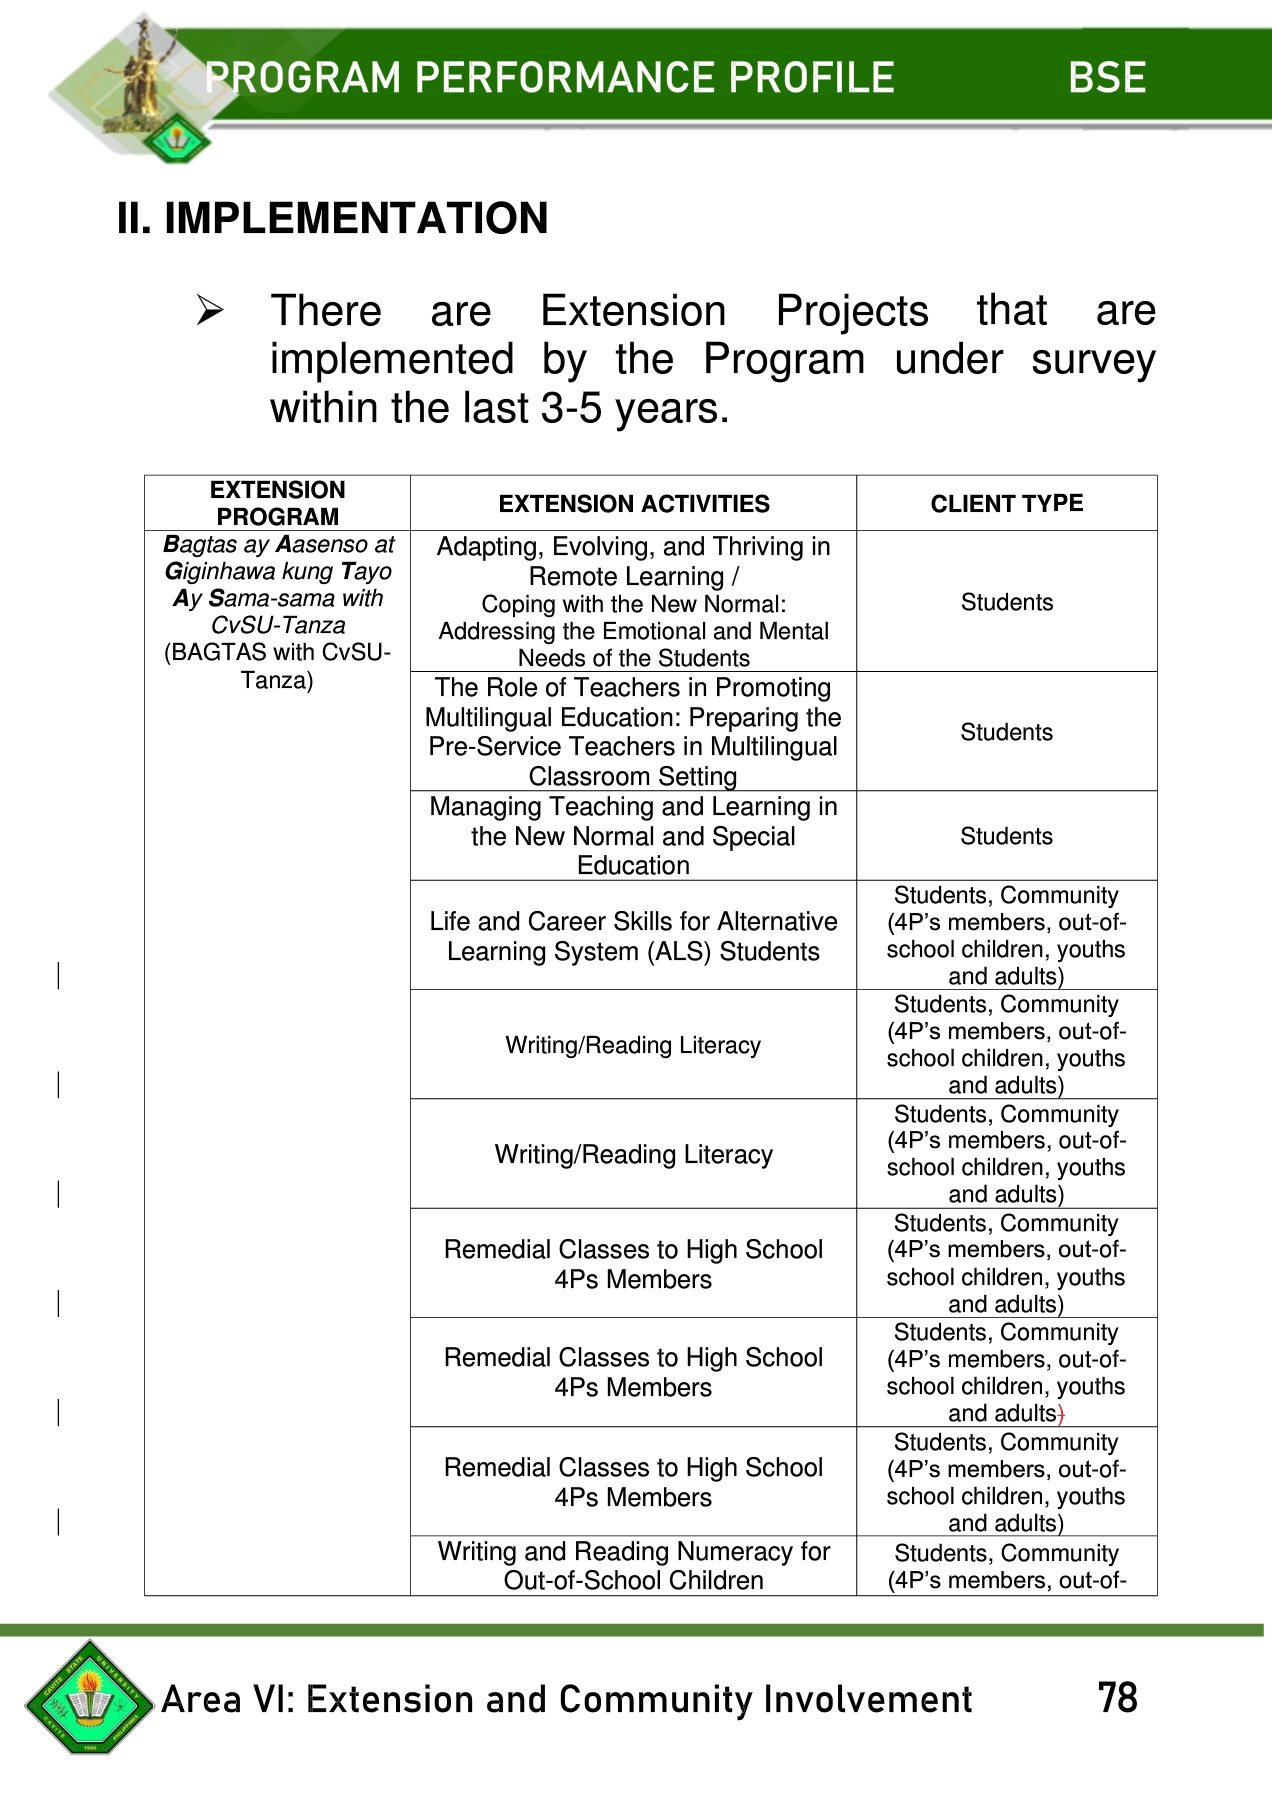 PROGRAM PERFORMANCE PROFILE BSE
II. IMPLEMENTATION
➢ There are Extension Projects that are
implemented by the Program under survey
within the last 3-5 years.
EXTENSION
PROGRAM
EXTENSION ACTIVITIES
CLIENT TYPE
Bagtas ay Aasenso at
Giginhawa kung Tayo
Ay Sama-sama with
CvSU-Tanza
(BAGTAS with CvSU-
Tanza)
Adapting, Evolving, and Thriving in
Remote Learning /
Coping with the New Normal:
Addressing the Emotional and Mental
Needs of the Students
Students
The Role of Teachers in Promoting
Multilingual Education: Preparing the
Pre-Service Teachers in Multilingual
Classroom Setting
Students
Managing Teaching and Learning in
the New Normal and Special
Education
Students
Life and Career Skills for Alternative
Learning System (ALS) Students
Students, Community
(4P’s members, out-of-
school children, youths
and adults)
Writing/Reading Literacy
Students, Community
(4P’s members, out-of-
school children, youths
and adults)
Writing/Reading Literacy
Students, Community
(4P’s members, out-of-
school children, youths
and adults)
Remedial Classes to High School
4Ps Members
Students, Community
(4P’s members, out-of-
school children, youths
and adults)
Remedial Classes to High School
4Ps Members
Students, Community
(4P’s members, out-of-
school children, youths
and adults)
Remedial Classes to High School
4Ps Members
Students, Community
(4P’s members, out-of-
school children, youths
and adults)
Writing and Reading Numeracy for
Out-of-School Children
Students, Community
(4P’s members, out-of-
CAVITE STATE UNIVERSITY
CAVITE PHILIPPINES
1906
Area VI: Extension and Community Involvement 78